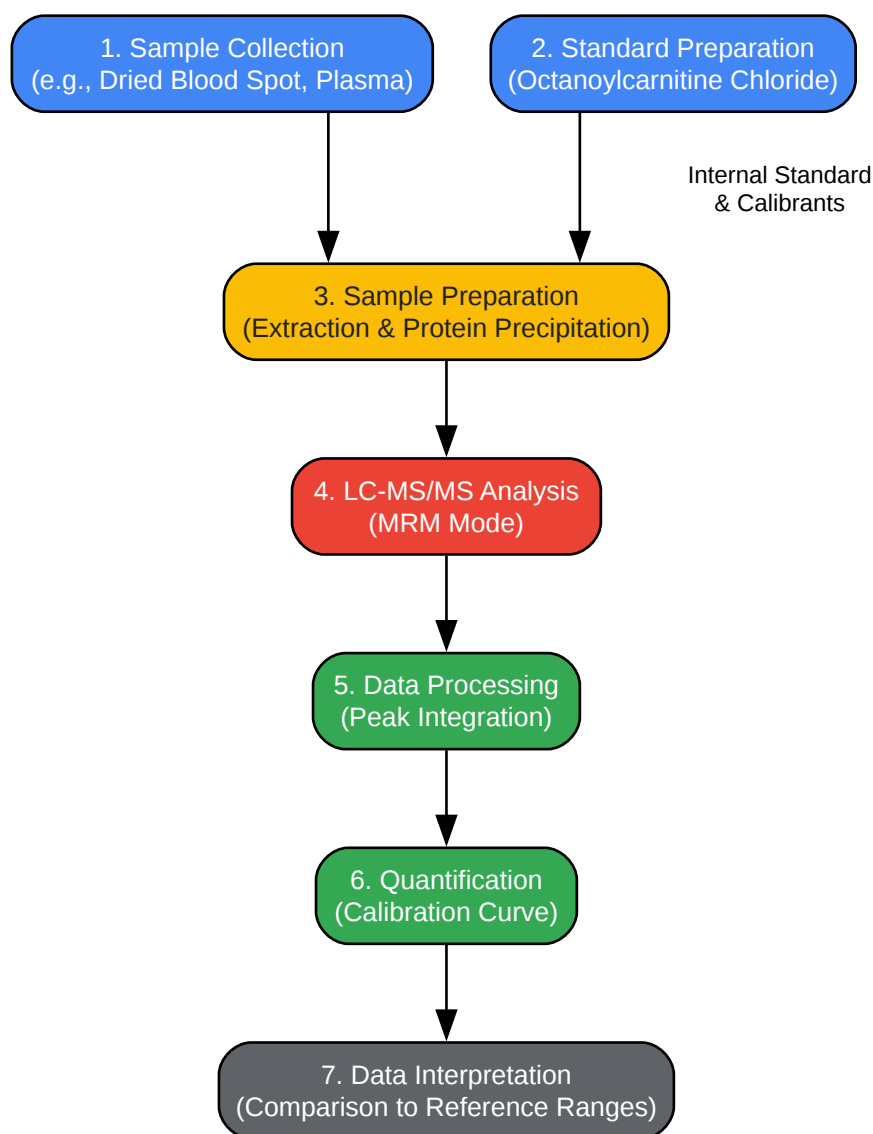 1. Sample Collection
(e.g., Dried Blood Spot, Plasma)
2. Standard Preparation
(Octanoylcarnitine Chloride)
Internal Standard
& Calibrants
3. Sample Preparation
(Extraction & Protein Precipitation)
4. LC-MS/MS Analysis
(MRM Mode)
5. Data Processing
(Peak Integration)
6. Quantification
(Calibration Curve)
7. Data Interpretation
(Comparison to Reference Ranges)